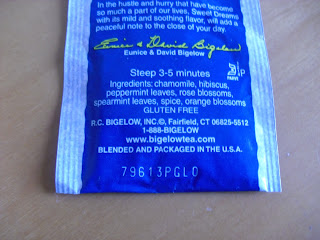 In the hustle and hurry that have become
so much a part of our lives, Sweet Dreams
with its mild and soothing flavor, will add a
peaceful note to the close of your day.
Eunice & David Bigelow
Eunice & David Bigelow
Steep 3-5 minutes
Ingredients: chamomile, hibiscus,
peppermint leaves, rose blossoms,
spearmint leaves, spice, orange blossoms
GLUTEN FREE
R.C. BIGELOW, INC.©, Fairfield, CT 06825-5512
1-888-BIGELOW
www.bigelowtea.com
BLENDED AND PACKAGED IN THE U.S.A.
79613PGL0